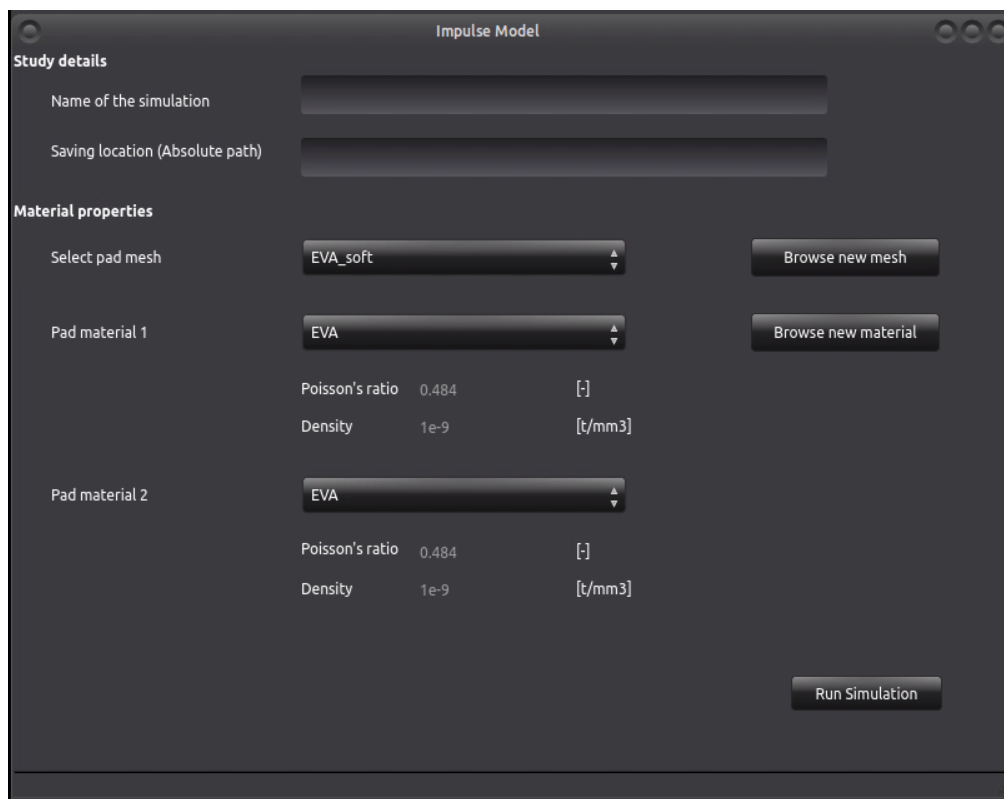 Impulse Model
Study details
Name of the simulation
Saving location (Absolute path)
Material properties
Select pad mesh EVA_soft Browse new mesh
Pad material 1 EVA Browse new material
Poisson's ratio 0.484 [-]
Density 1e-9 [t/mm3]
Pad material 2 EVA
Poisson's ratio 0.484 [-]
Density 1e-9 [t/mm3]
Run Simulation